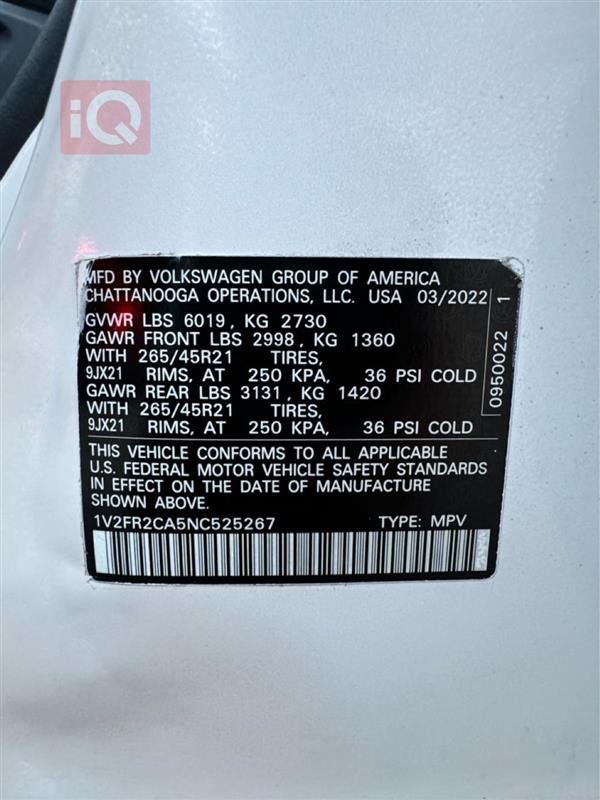 iQ
MFD BY VOLKSWAGEN GROUP OF AMERICA
CHATTANOOGA OPERATIONS, LLC. USA 03/2022
GVWR LBS 6019, KG 2730
GAWR FRONT LBS 2998, KG 1360
WITH 265/45R21 TIRES,
9JX21 RIMS, AT 250 KPA, 36 PSI COLD
GAWR REAR LBS 3131, KG 1420
WITH 265/45R21 TIRES,
9JX21 RIMS, AT 250 KPA, 36 PSI COLD
0950022 1
THIS VEHICLE CONFORMS TO ALL APPLICABLE
U.S. FEDERAL MOTOR VEHICLE SAFETY STANDARDS
IN EFFECT ON THE DATE OF MANUFACTURE
SHOWN ABOVE.
1V2FR2CA5NC525267 TYPE: MPV